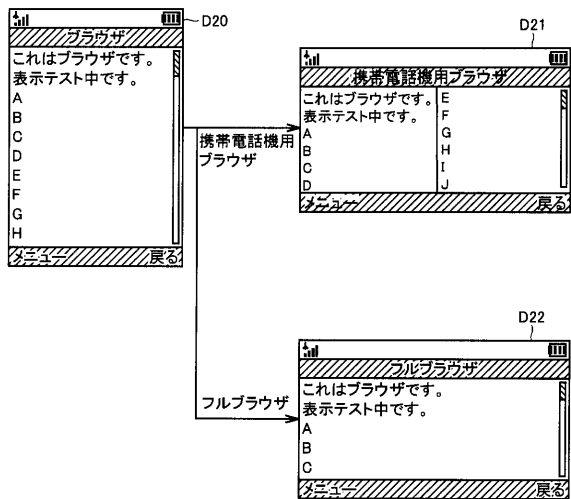 D20
ブラウザ
これはブラウザです。
表示テスト中です。
A
B
C
D
E
F
G
H
メニュー
戻る
携帯電話機用
ブラウザ
D21
携帯電話機用ブラウザ
これはブラウザです。
表示テスト中です。
A
B
C
D
E
F
G
H
I
J
メニュー
戻る
フルブラウザ
D22
フルブラウザ
これはブラウザです。
表示テスト中です。
A
B
C
メニュー
戻る